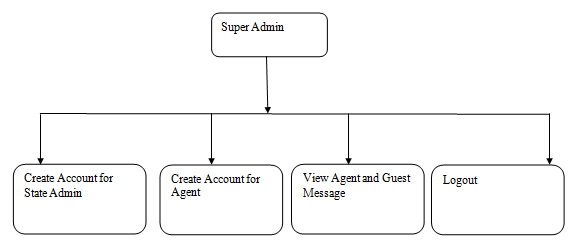 Super Admin
Create Account for
State Admin
Create Account for
Agent
View Agent and Guest
Message
Logout